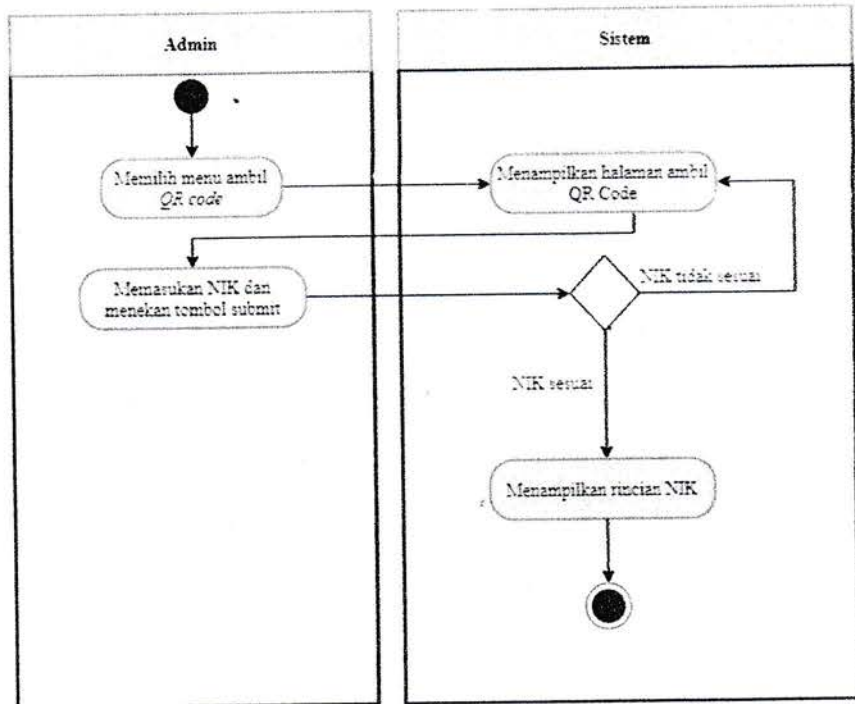 Admin
Sistem
Memilih menu ambil
QR code
Menampilkan halaman ambil
QR Code
Memasukan NIK dan
menekan tombol submit
NIK tidak sesuai
NIK sesuai
Menampilkan rincian NIK